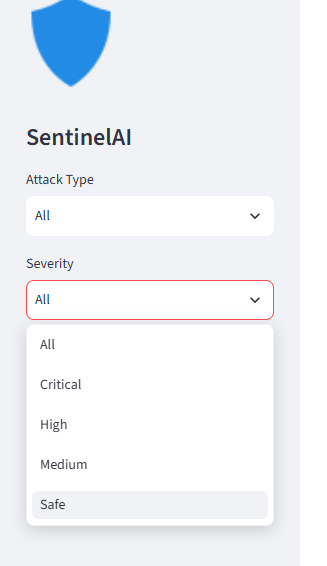 SentinelAI
Attack Type
All
Severity
All
All
Critical
High
Medium
Safe